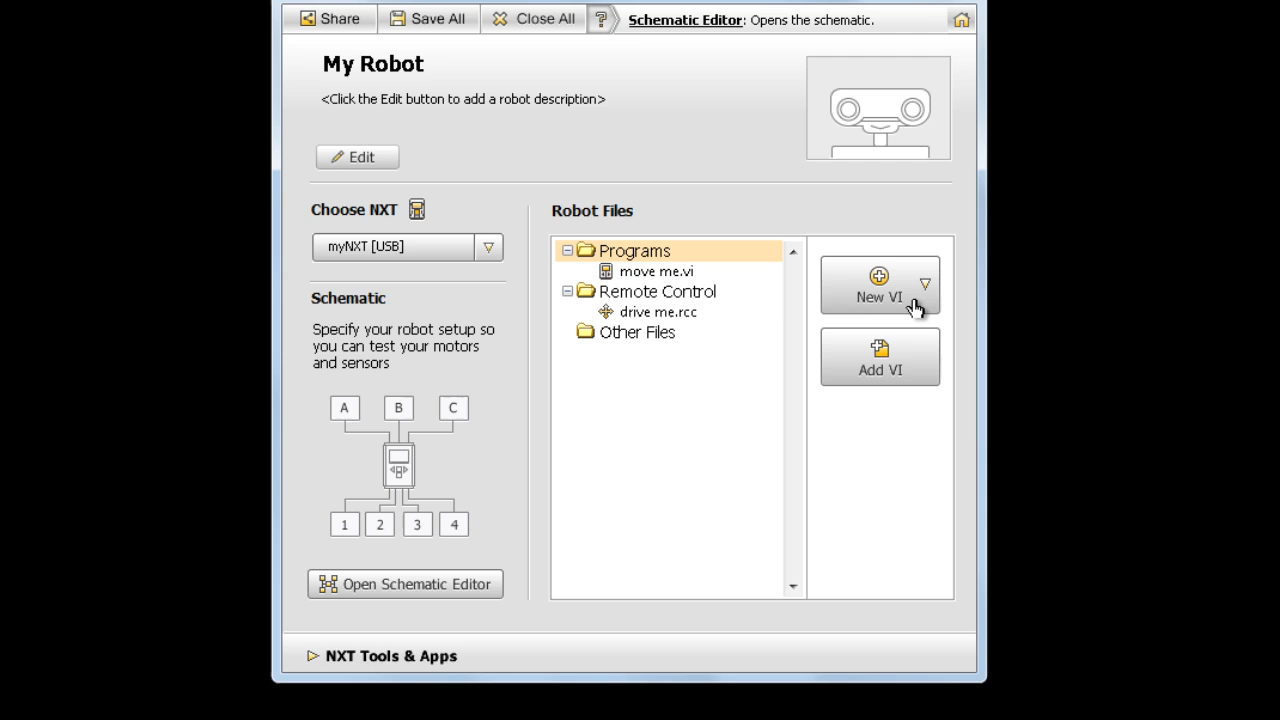 Share Save All Close All ? Schematic Editor: Opens the schematic.
My Robot
<Click the Edit button to add a robot description>
Edit
Choose NXT
myNXT [USB]
Schematic
Specify your robot setup so
you can test your motors
and sensors
A B C
1 2 3 4
Open Schematic Editor
Robot Files
Programs
move me.vi
Remote Control
drive me.rcc
Other Files
New VI
Add VI
NXT Tools & Apps